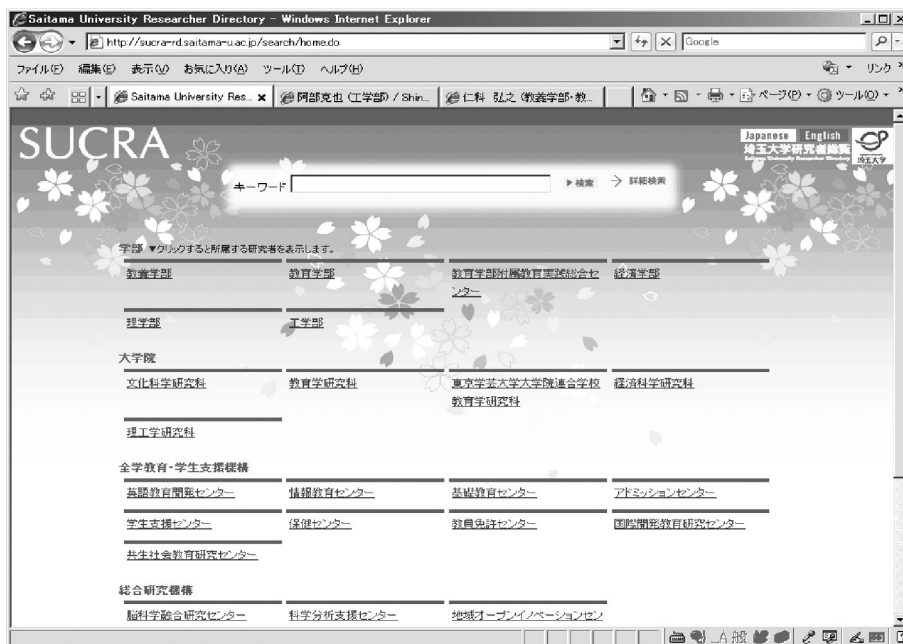 Saitama University Researcher Directory - Windows Internet Explorer
http://sucra-rd.saitama-u.ac.jp/search/home.do
Google
ファイル(F) 編集(E) 表示(V) お気に入り(A) ツール(T) ヘルプ(H)
リンク
Saitama University Res...
阿部克也 (工学部) / Shin...
仁科 弘之 (教養学部・教...
ページ(P)
ツール(O)
SUCRA
Japanese English
埼玉大学研究者総覧
Saitama University Researcher Directory
埼玉大学
キーワード
▶検索 → 詳細検索
学部 ▼クリックすると所属する研究者を表示します。
教養学部 教育学部 教育学部附属教育実践総合センター 経済学部
理学部 工学部
大学院
文化科学研究科 教育学研究科 東京学芸大学大学院連合学校教育学研究科 経済科学研究科
理工学研究科
全学教育・学生支援機構
英語教育開発センター 情報教育センター 基礎教育センター アドミッションセンター
学生支援センター 保健センター 教員免許センター 国際開発教育研究センター
共生社会教育研究センター
総合研究機構
脳科学融合研究センター 科学分析支援センター 地域オープンイノベーションセン
A 般